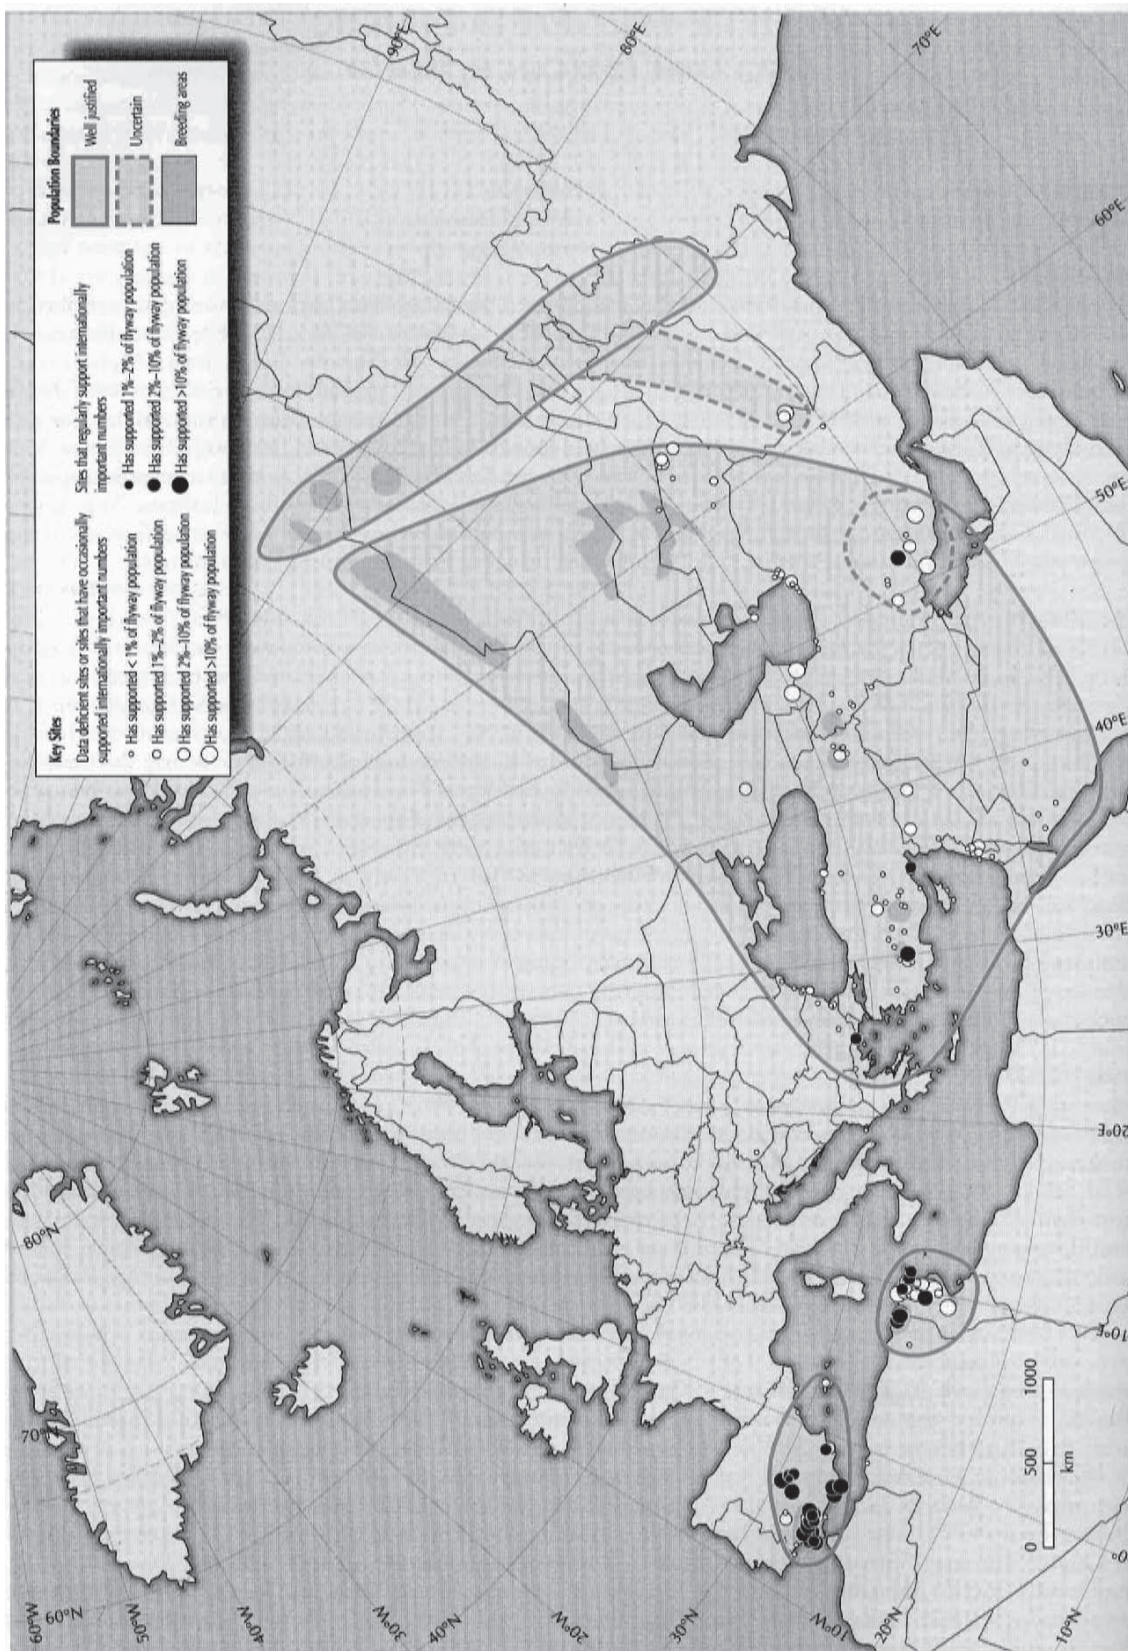 Key Sites
Data deficient sites or sites that have occasionally
supported internationally important numbers
Has supported < 1% of flyway population
Has supported 1%–2% of flyway population
Has supported 2%–10% of flyway population
Has supported >10% of flyway population
Sites that regularly support internationally
important numbers
Has supported 1%–2% of flyway population
Has supported 2%–10% of flyway population
Has supported >10% of flyway population
Population Boundaries
Well justified
Uncertain
Breeding areas
90°E
80°E
70°E
60°E
50°E
40°E
30°E
20°E
10°E
0°
10°N
20°N
10°W
30°N
20°W
40°N
30°W
40°W
50°W
60°N
60°W
70°N
80°N
0 500 1000
km